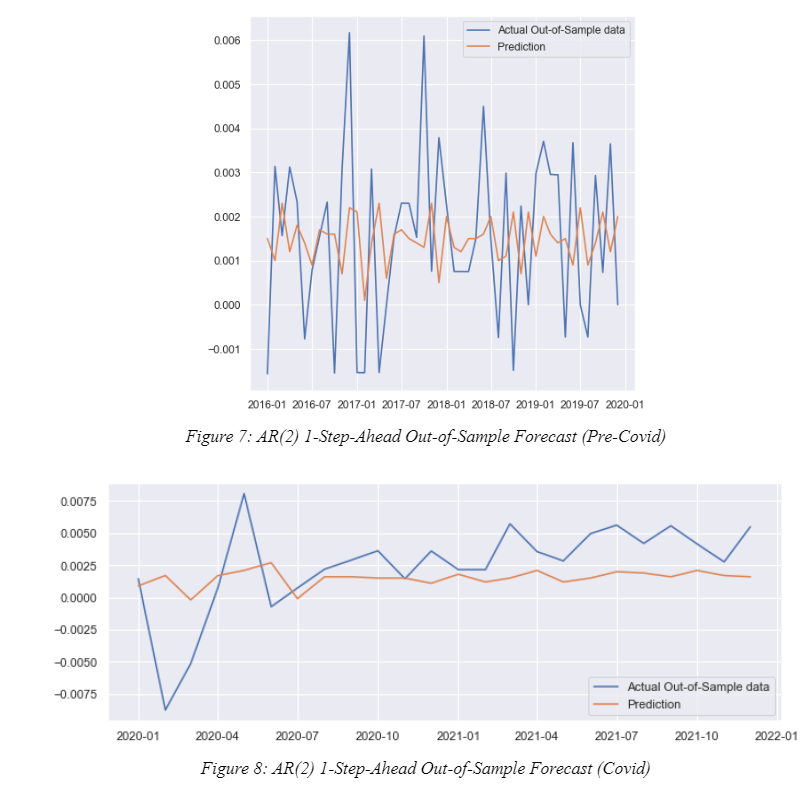 Actual Out-of-Sample data
Prediction
0.006
0.005
0.004
0.003
0.002
0.001
0.000
−0.001
2016-01 2016-07 2017-01 2017-07 2018-01 2018-07 2019-01 2019-07 2020-01
Figure 7: AR(2) 1-Step-Ahead Out-of-Sample Forecast (Pre-Covid)
0.0075
0.0050
0.0025
0.0000
−0.0025
−0.0050
−0.0075
Actual Out-of-Sample data
Prediction
2020-01 2020-04 2020-07 2020-10 2021-01 2021-04 2021-07 2021-10 2022-01
Figure 8: AR(2) 1-Step-Ahead Out-of-Sample Forecast (Covid)